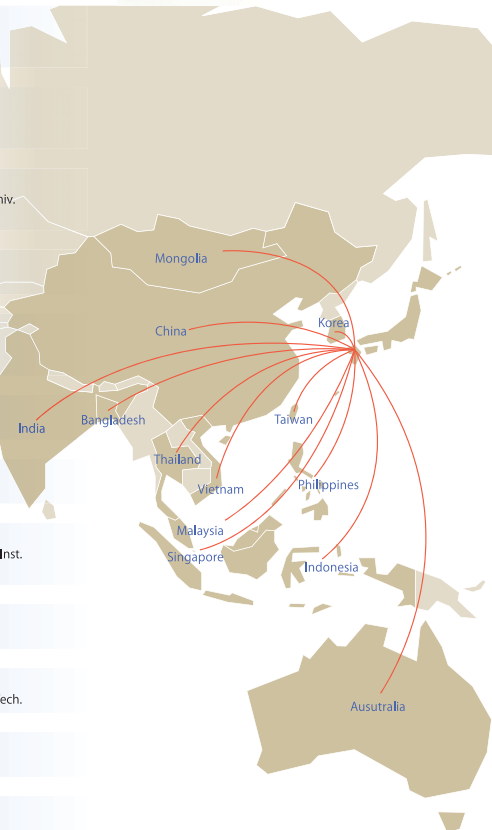 niv.
Mongolia
China
Korea
India
Bangladesh
Taiwan
Thailand
Vietnam
Philippines
Malaysia
Inst.
Singapore
Indonesia
ech.
Ausutralia